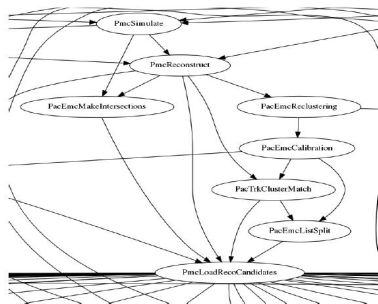 PmcSimulate
PmcReconstruct
PacEmcMakeIntersections
PacEmcReclustering
PacEmcCalibration
PacTrkClusterMatch
PacEmcListSplit
PmcLoadRecoCandidates